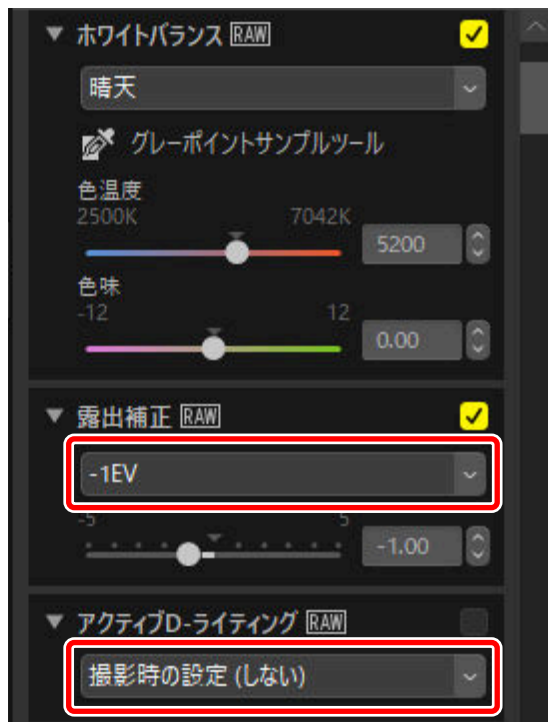 ホワイトバランス RAW
晴天
グレーポイントサンプルツール
色温度
2500K 7042K
5200
色味
-12 12
0.00
露出補正 RAW
-1EV
-5 5
-1.00
アクティブD-ライティング RAW
撮影時の設定 (しない)